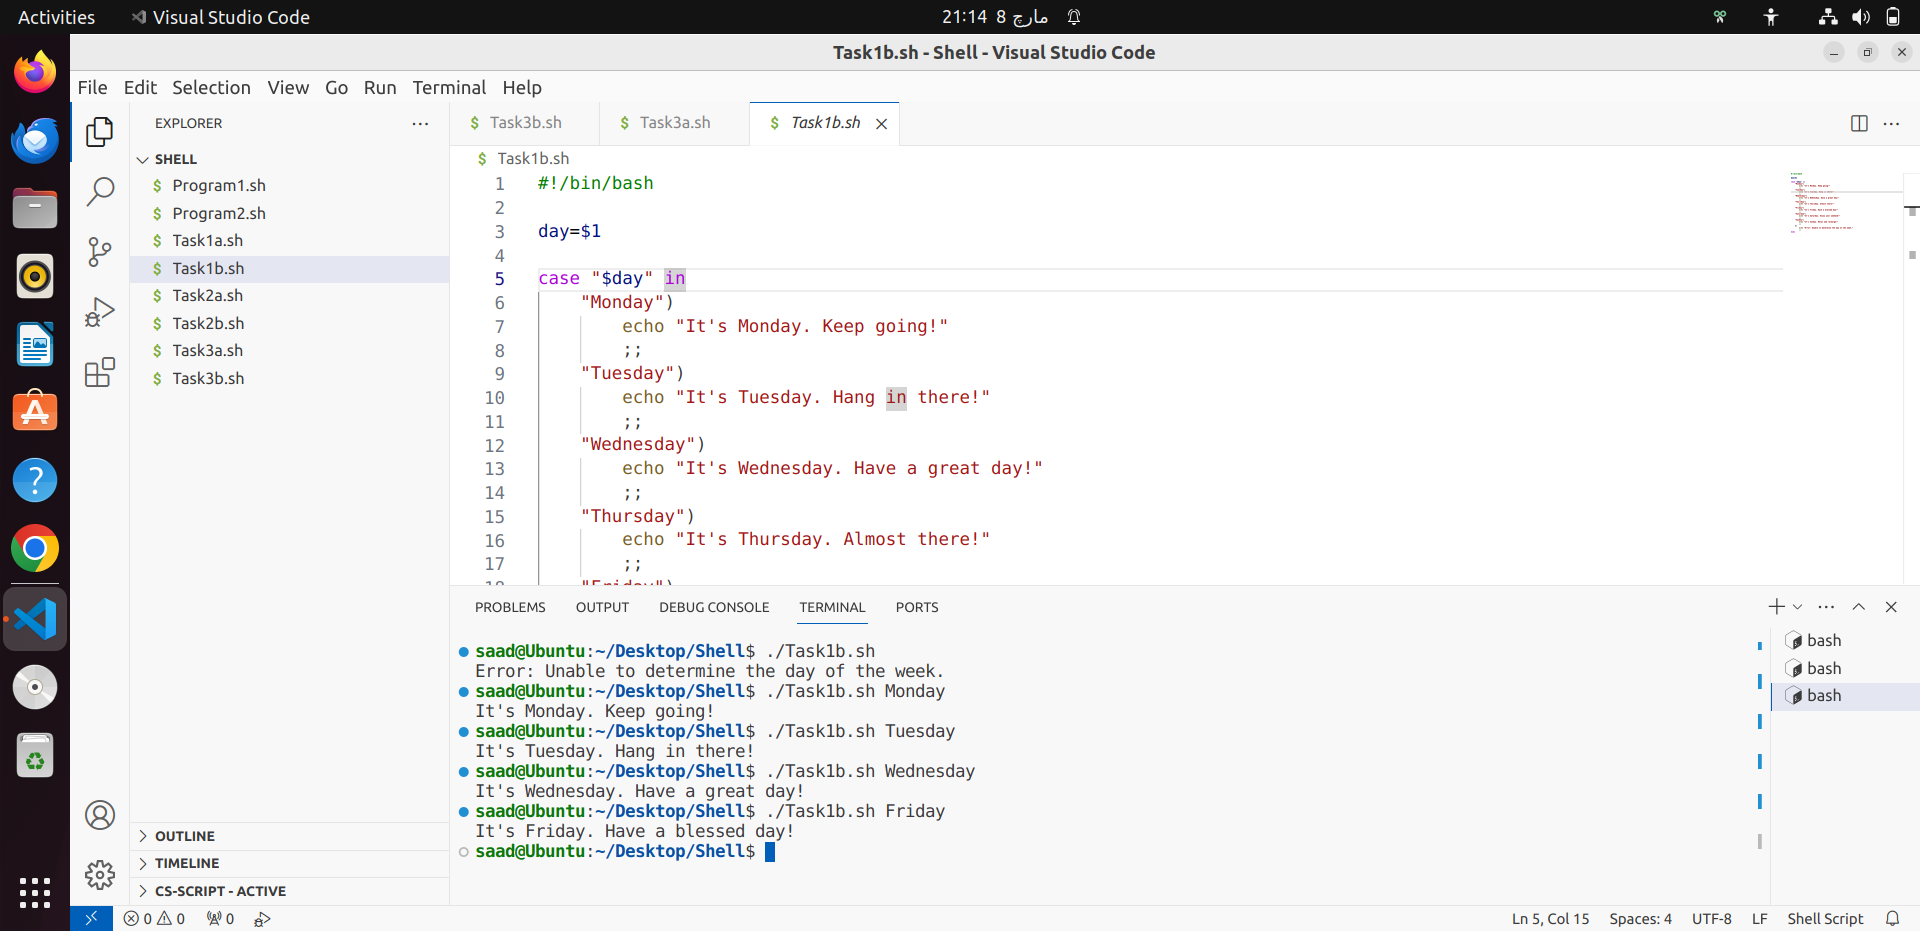 Activities
Visual Studio Code
21:14 8 مارچ
Task1b.sh - Shell - Visual Studio Code
File Edit Selection View Go Run Terminal Help
EXPLORER
SHELL
$ Program1.sh
$ Program2.sh
$ Task1a.sh
$ Task1b.sh
$ Task2a.sh
$ Task2b.sh
$ Task3a.sh
$ Task3b.sh
OUTLINE
TIMELINE
CS-SCRIPT - ACTIVE
$ Task3b.sh
$ Task3a.sh
$ Task1b.sh
$ Task1b.sh
1 #!/bin/bash
2
3 day=$1
4
5 case "$day" in
6 "Monday")
7 echo "It's Monday. Keep going!"
8 ;;
9 "Tuesday")
10 echo "It's Tuesday. Hang in there!"
11 ;;
12 "Wednesday")
13 echo "It's Wednesday. Have a great day!"
14 ;;
15 "Thursday")
16 echo "It's Thursday. Almost there!"
17 ;;
18 "Friday")
PROBLEMS OUTPUT DEBUG CONSOLE TERMINAL PORTS
saad@Ubuntu:~/Desktop/Shell$ ./Task1b.sh
Error: Unable to determine the day of the week.
saad@Ubuntu:~/Desktop/Shell$ ./Task1b.sh Monday
It's Monday. Keep going!
saad@Ubuntu:~/Desktop/Shell$ ./Task1b.sh Tuesday
It's Tuesday. Hang in there!
saad@Ubuntu:~/Desktop/Shell$ ./Task1b.sh Wednesday
It's Wednesday. Have a great day!
saad@Ubuntu:~/Desktop/Shell$ ./Task1b.sh Friday
It's Friday. Have a blessed day!
saad@Ubuntu:~/Desktop/Shell$
bash
bash
bash
0 0 0
Ln 5, Col 15 Spaces: 4 UTF-8 LF Shell Script